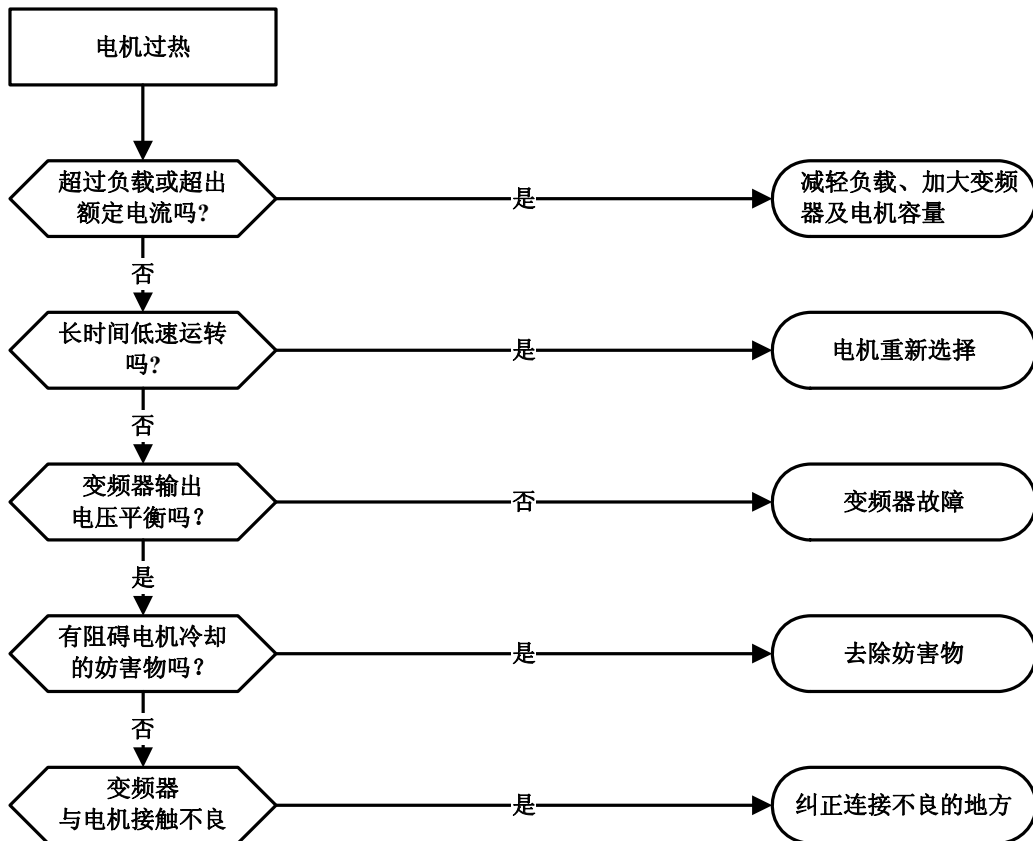 电机过热
超过负载或超出
额定电流吗?
是
减轻负载、加大变频
器及电机容量
否
长时间低速运转
吗?
是
电机重新选择
否
变频器输出
电压平衡吗？
否
变频器故障
是
有阻碍电机冷却
的妨害物吗？
是
去除妨害物
否
变频器
与电机接触不良
是
纠正连接不良的地方